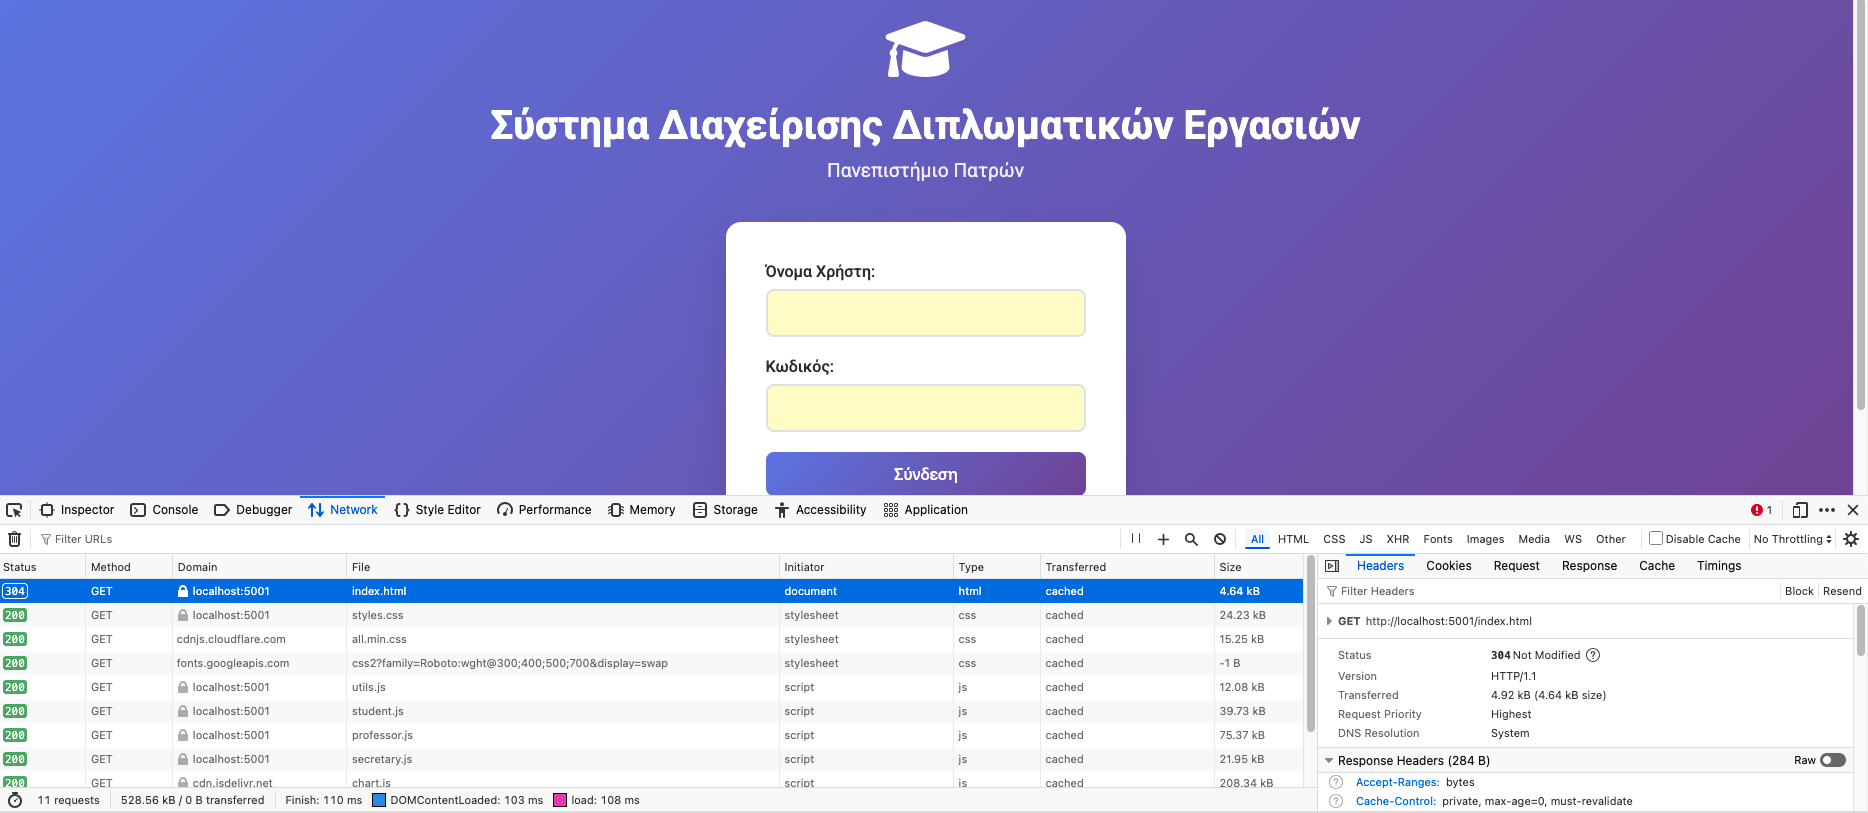 Σύστημα Διαχείρισης Διπλωματικών Εργασιών
Πανεπιστήμιο Πατρών
Όνομα Χρήστη:
Κωδικός:
Σύνδεση
Inspector Console Debugger Network Style Editor Performance Memory Storage Accessibility Application 1
Filter URLs All HTML CSS JS XHR Fonts Images Media WS Other Disable Cache No Throttling
Status Method Domain File Initiator Type Transferred Size
304 GET localhost:5001 index.html document html cached 4.64 kB
200 GET localhost:5001 styles.css stylesheet css cached 24.23 kB
200 GET cdnjs.cloudflare.com all.min.css stylesheet css cached 15.25 kB
200 GET fonts.googleapis.com css2?family=Roboto:wght@300;400;500;700&display=swap stylesheet css cached -1 B
200 GET localhost:5001 utils.js script js cached 12.08 kB
200 GET localhost:5001 student.js script js cached 39.73 kB
200 GET localhost:5001 professor.js script js cached 75.37 kB
200 GET localhost:5001 secretary.js script js cached 21.95 kB
200 GET cdn.jsdelivr.net chart.js script js cached 208.34 kB
11 requests 528.56 kB / 0 B transferred Finish: 110 ms DOMContentLoaded: 103 ms load: 108 ms
Headers Cookies Request Response Cache Timings
Filter Headers Block Resend
GET http://localhost:5001/index.html
Status 304 Not Modified
Version HTTP/1.1
Transferred 4.92 kB (4.64 kB size)
Request Priority Highest
DNS Resolution System
Response Headers (284 B) Raw
Accept-Ranges: bytes
Cache-Control: private, max-age=0, must-revalidate